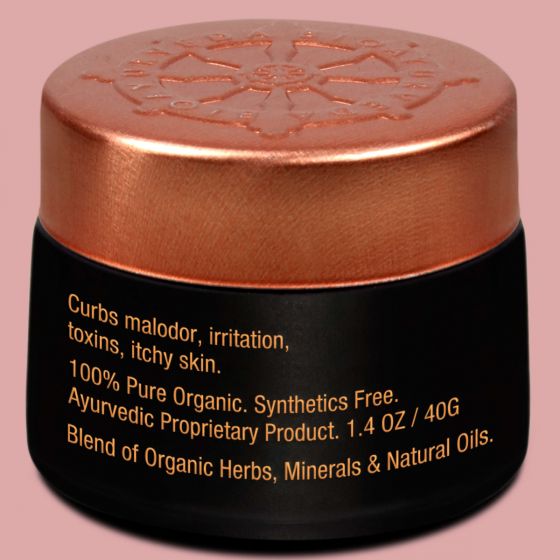 Curbs malodor, irritation,
toxins, itchy skin.
100% Pure Organic. Synthetics Free.
Ayurvedic Proprietary Product. 1.4 OZ / 40G
Blend of Organic Herbs, Minerals & Natural Oils.